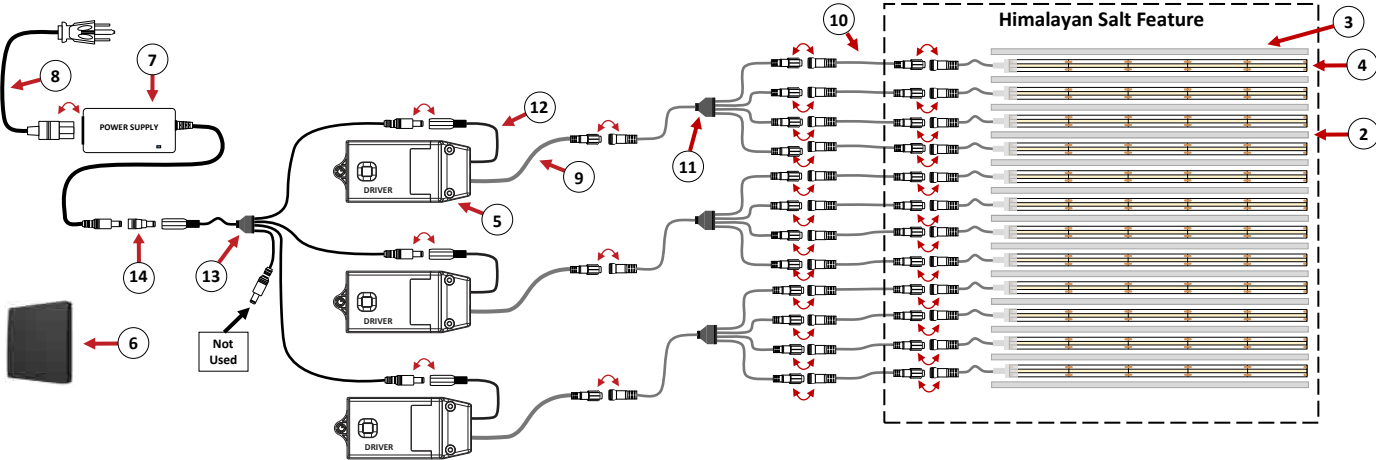 Himalayan Salt Feature
10
3
7
8
4
POWER SUPPLY
12
11
9
2
DRIVER
5
14
13
DRIVER
6
Not
Used
DRIVER